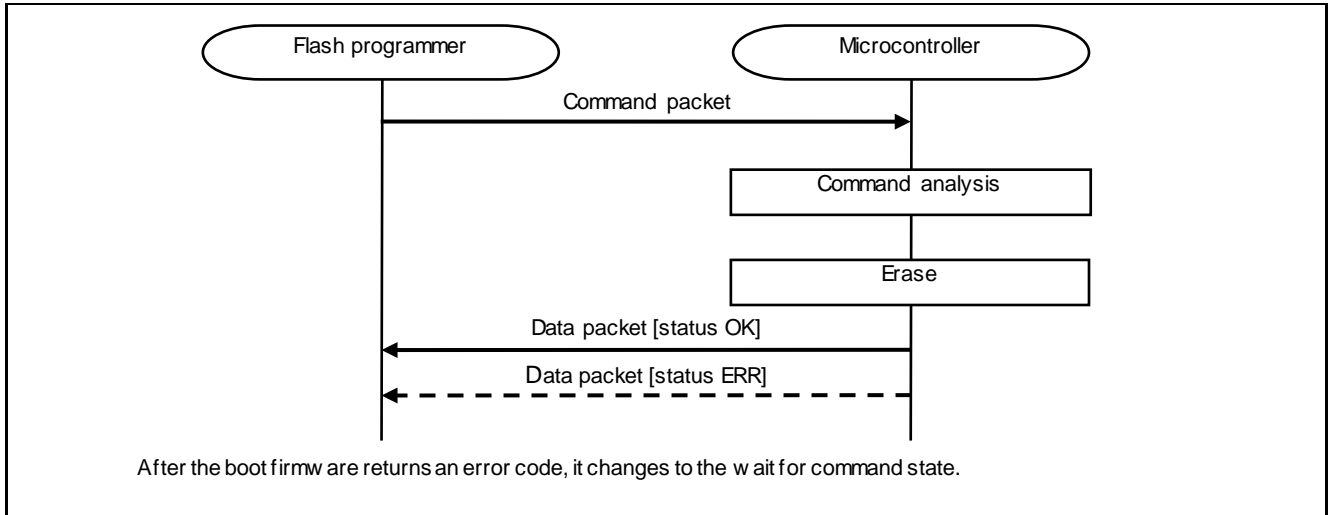 Flash programmer
Microcontroller
Command packet
Command analysis
Erase
Data packet [status OK]
Data packet [status ERR]
After the boot firmware returns an error code, it changes to the wait for command state.